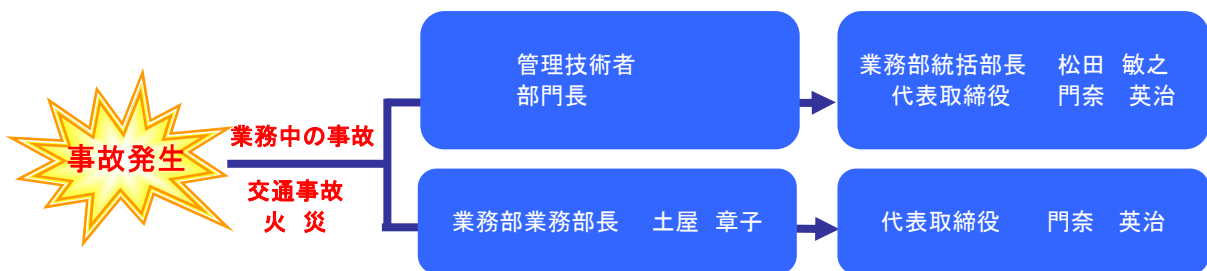 事故発生
業務中の事故
交通事故
火 災
管理技術者
部門長
業務部統括部長 松田 敏之
代表取締役 門奈 英治
業務部業務部長 土屋 章子
代表取締役 門奈 英治